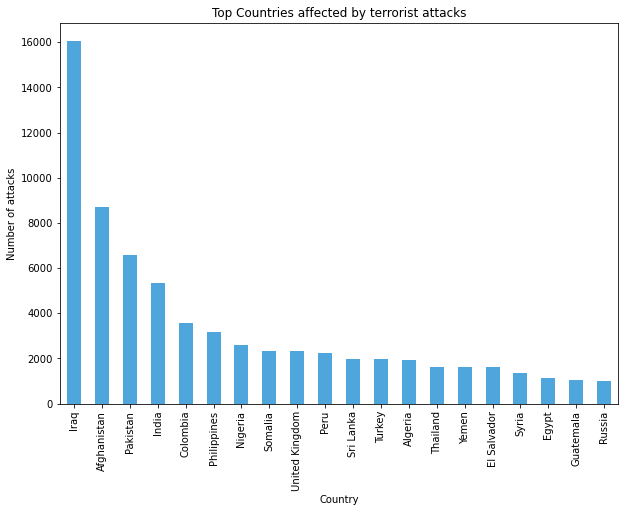 Top Countries affected by terrorist attacks
Number of attacks
16000
14000
12000
10000
8000
6000
4000
2000
0
Iraq
Afghanistan
Pakistan
India
Colombia
Philippines
Nigeria
Somalia
United Kingdom
Peru
Sri Lanka
Turkey
Algeria
Thailand
Yemen
El Salvador
Syria
Egypt
Guatemala
Russia
Country